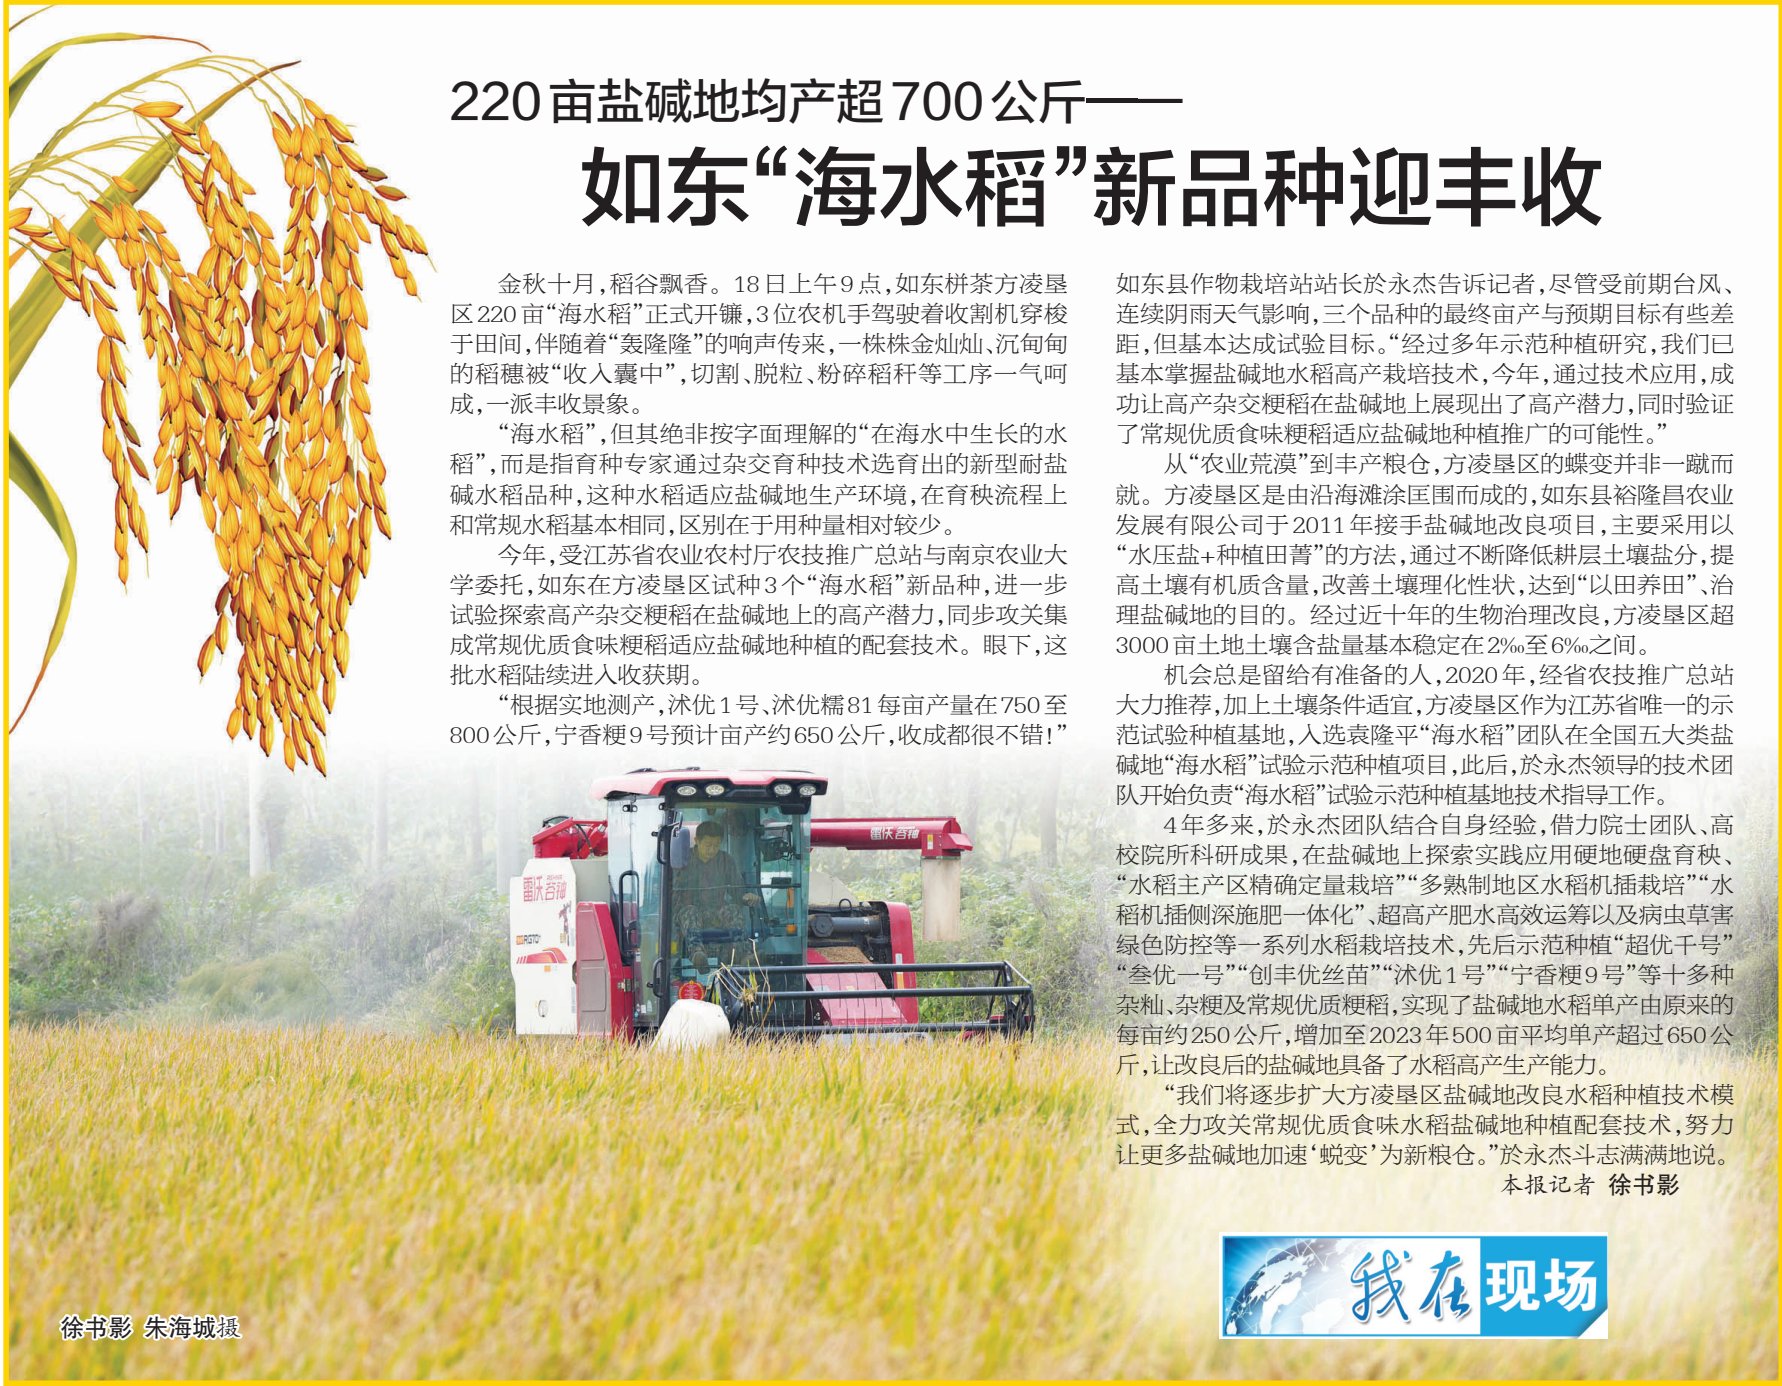 220亩盐碱地均产超700公斤——
如东“海水稻”新品种迎丰收
金秋十月,稻谷飘香。18日上午9点,如东栟茶方凌垦
区220亩“海水稻”正式开镰,3位农机手驾驶着收割机穿梭
于田间,伴随着“轰隆隆”的响声传来,一株株金灿灿、沉甸甸
的稻穗被“收入囊中”,切割、脱粒、粉碎稻秆等工序一气呵
成,一派丰收景象。
“海水稻”,但其绝非按字面理解的“在海水中生长的水
稻”,而是指育种专家通过杂交育种技术选育出的新型耐盐
碱水稻品种,这种水稻适应盐碱地生产环境,在育秧流程上
和常规水稻基本相同,区别在于用种量相对较少。
今年,受江苏省农业农村厅农技推广总站与南京农业大
学委托,如东在方凌垦区试种3个“海水稻”新品种,进一步
试验探索高产杂交粳稻在盐碱地上的高产潜力,同步攻关集
成常规优质食味粳稻适应盐碱地种植的配套技术。眼下,这
批水稻陆续进入收获期。
“根据实地测产,沭优1号、沭优糯81每亩产量在750至
800公斤,宁香粳9号预计亩产约650公斤,收成都很不错!”
如东县作物栽培站站长於永杰告诉记者,尽管受前期台风、
连续阴雨天气影响,三个品种的最终亩产与预期目标有些差
距,但基本达成试验目标。“经过多年示范种植研究,我们已
基本掌握盐碱地水稻高产栽培技术,今年,通过技术应用,成
功让高产杂交粳稻在盐碱地上展现出了高产潜力,同时验证
了常规优质食味粳稻适应盐碱地种植推广的可能性。”
从“农业荒漠”到丰产粮仓,方凌垦区的蝶变并非一蹴而
就。方凌垦区是由沿海滩涂匡围而成的,如东县裕隆昌农业
发展有限公司于2011年接手盐碱地改良项目,主要采用以
“水压盐+种植田菁”的方法,通过不断降低耕层土壤盐分,提
高土壤有机质含量,改善土壤理化性状,达到“以田养田”、治
理盐碱地的目的。经过近十年的生物治理改良,方凌垦区超
3000亩土地土壤含盐量基本稳定在2‰至6‰之间。
机会总是留给有准备的人,2020年,经省农技推广总站
大力推荐,加上土壤条件适宜,方凌垦区作为江苏省唯一的示
范试验种植基地,入选袁隆平“海水稻”团队在全国五大类盐
碱地“海水稻”试验示范种植项目,此后,於永杰领导的技术团
队开始负责“海水稻”试验示范种植基地技术指导工作。
4年多来,於永杰团队结合自身经验,借力院士团队、高
校院所科研成果,在盐碱地上探索实践应用硬地硬盘育秧、
“水稻主产区精确定量栽培”“多熟制地区水稻机插栽培”“水
稻机插侧深施肥一体化”、超高产肥水高效运筹以及病虫草害
绿色防控等一系列水稻栽培技术,先后示范种植“超优千号”
“叁优一号”“创丰优丝苗”“沭优1号”“宁香粳9号”等十多种
杂籼、杂粳及常规优质粳稻,实现了盐碱地水稻单产由原来的
每亩约250公斤,增加至2023年500亩平均单产超过650公
斤,让改良后的盐碱地具备了水稻高产生产能力。
“我们将逐步扩大方凌垦区盐碱地改良水稻种植技术模
式,全力攻关常规优质食味水稻盐碱地种植配套技术,努力
让更多盐碱地加速‘蜕变’为新粮仓。”於永杰斗志满满地说。
本报记者 徐书影
雷沃谷神
雷沃谷神
RG70
我在现场
徐书影 朱海城摄